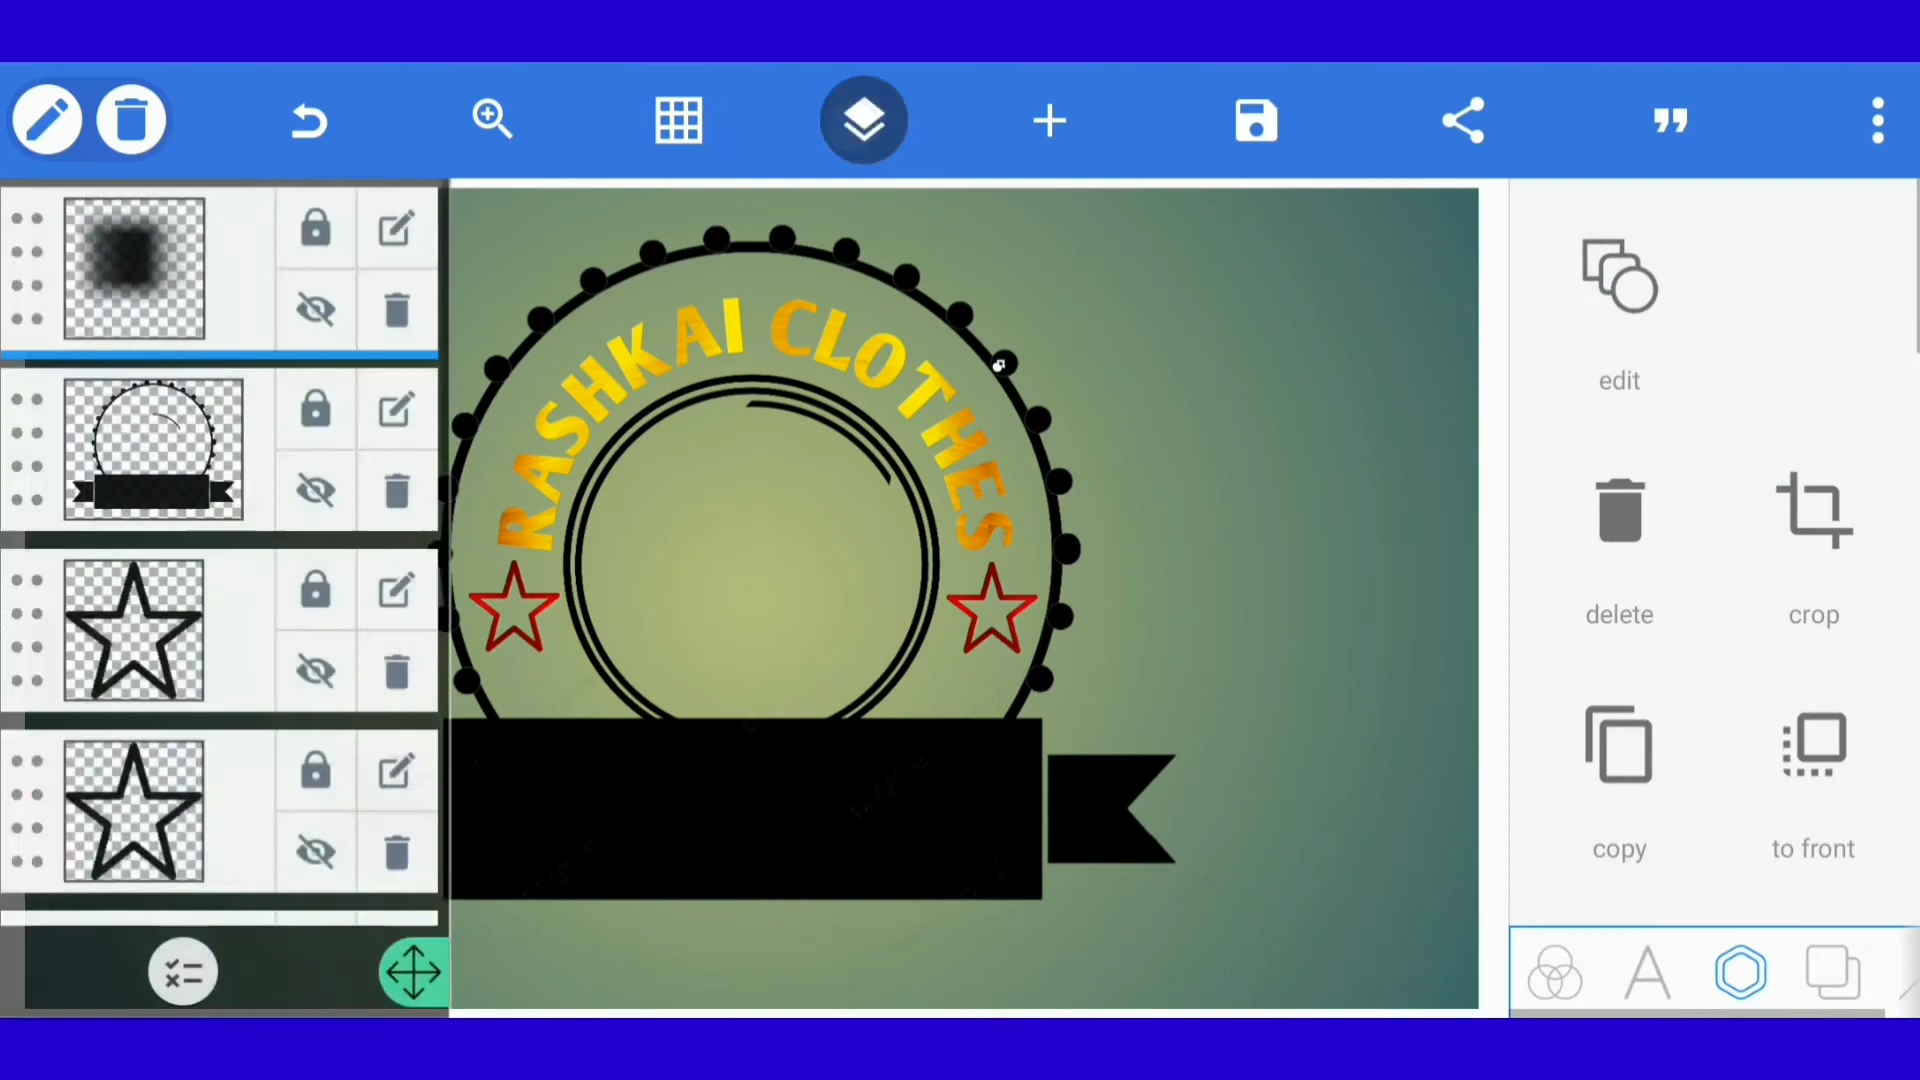 RASHKAI CLOTHES
edit
delete
crop
copy
to front